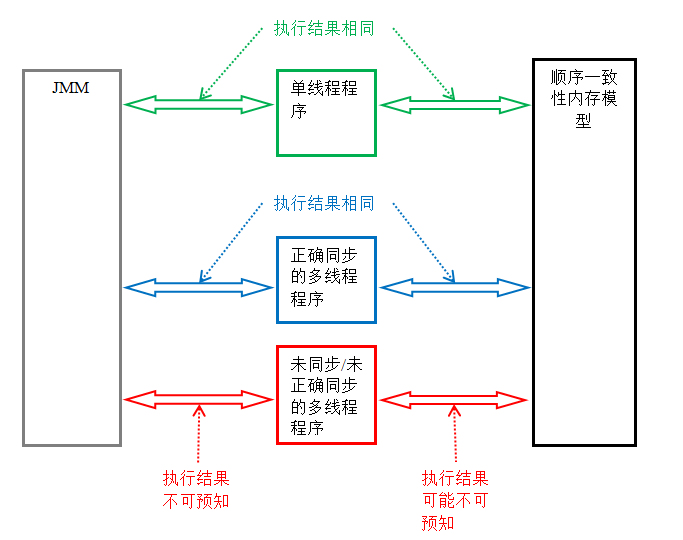 执行结果相同
JMM
单线程程
序
顺序一致
性内存模
型
执行结果相同
正确同步
的多线程
程序
未同步/未
正确同步
的多线程
程序
执行结果
不可预知
执行结果
可能不可
预知